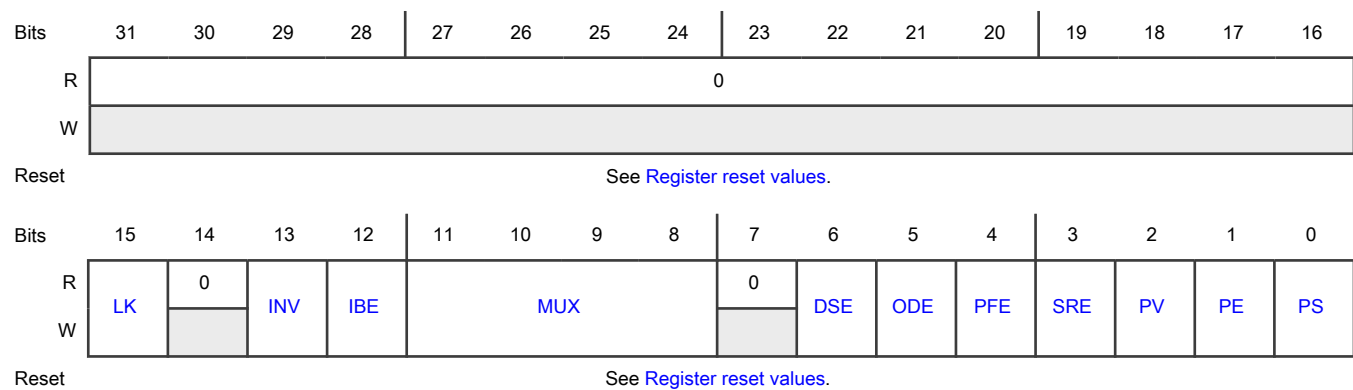 Bits 31 30 29 28 27 26 25 24 23 22 21 20 19 18 17 16
R 0
W
Reset See Register reset values.
Bits 15 14 13 12 11 10 9 8 7 6 5 4 3 2 1 0
R LK 0 INV IBE MUX 0 DSE ODE PFE SRE PV PE PS
W
Reset See Register reset values.